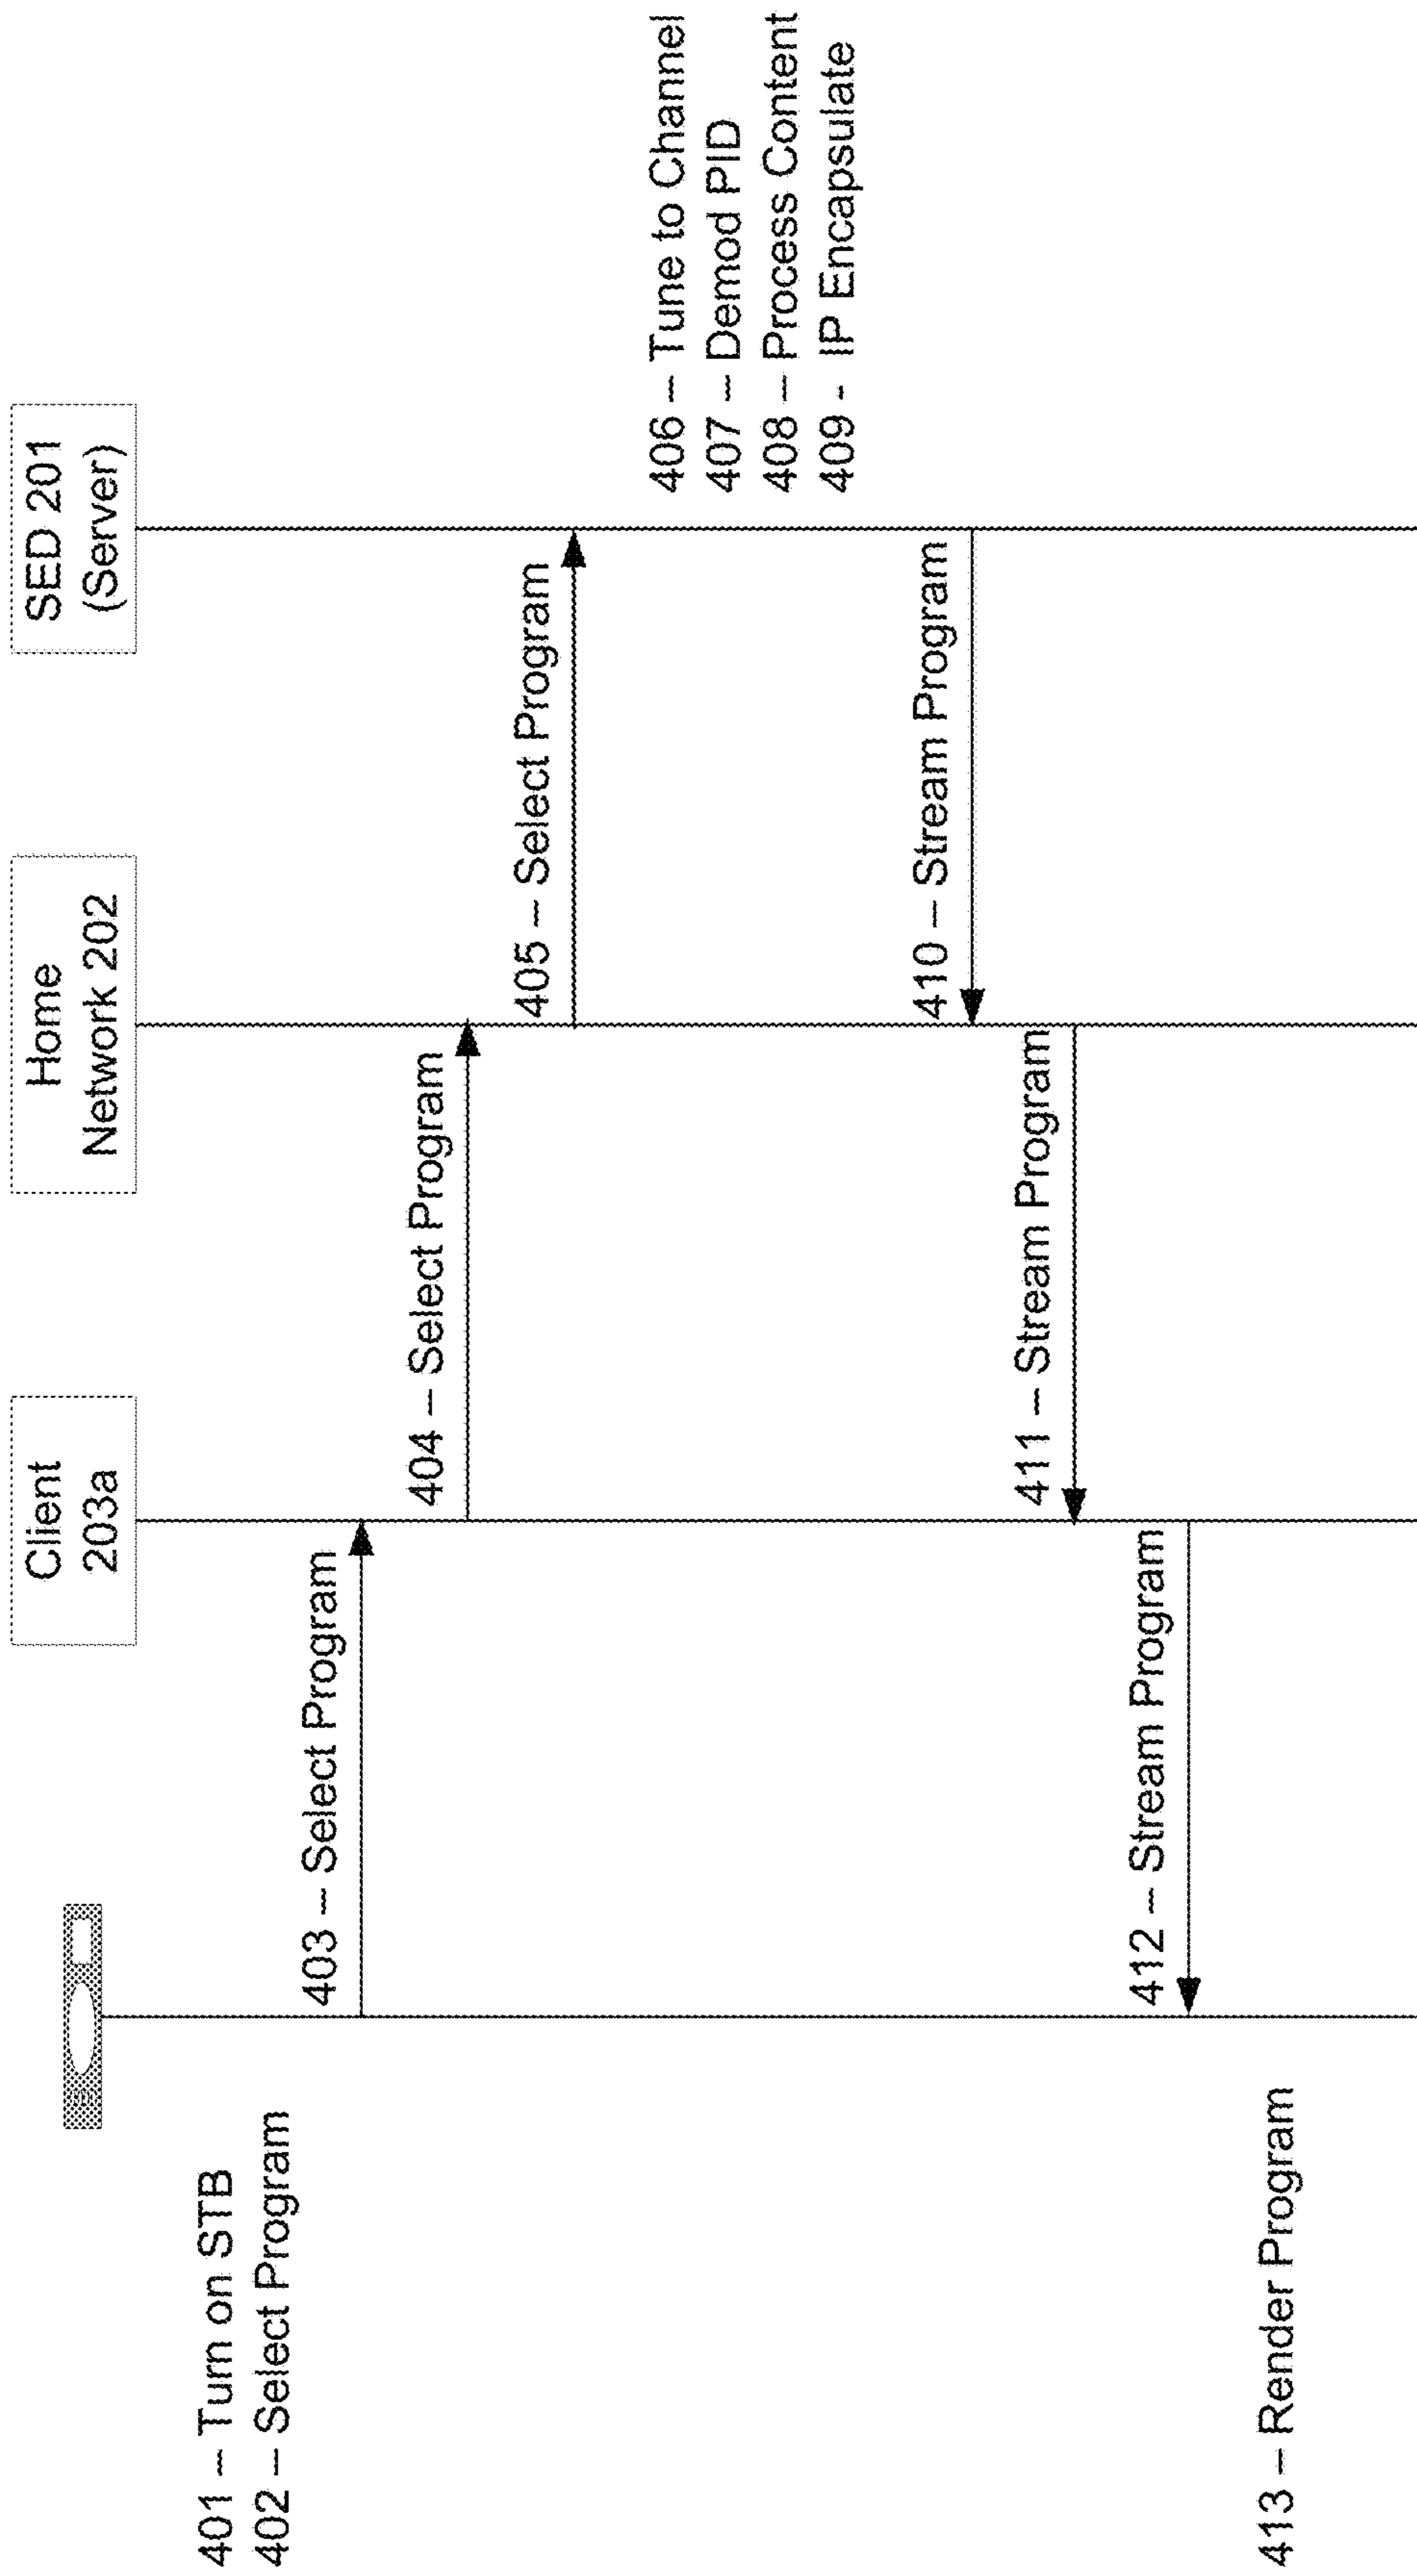 Client
203a
Home
Network 202
SED 201
(Server)
401 – Turn on STB
402 – Select Program
403 – Select Program
404 – Select Program
405 – Select Program
406 – Tune to Channel
407 – Demod PID
408 – Process Content
409 - IP Encapsulate
410 – Stream Program
411 – Stream Program
412 – Stream Program
413 – Render Program